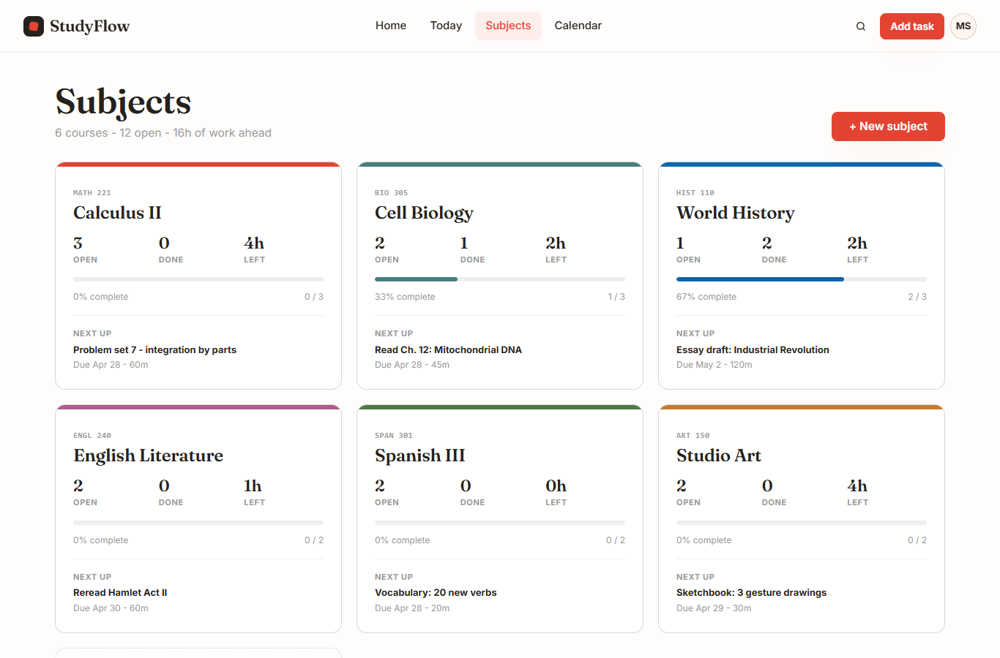 StudyFlow
Home
Today
Subjects
Calendar
Add task
MS
Subjects
6 courses - 12 open - 16h of work ahead
+ New subject
MATH 221
Calculus II
3 0 4h
OPEN DONE LEFT
0% complete 0 / 3
NEXT UP
Problem set 7 - integration by parts
Due Apr 28 - 60m
BIO 305
Cell Biology
2 1 2h
OPEN DONE LEFT
33% complete 1 / 3
NEXT UP
Read Ch. 12: Mitochondrial DNA
Due Apr 28 - 45m
HIST 110
World History
1 2 2h
OPEN DONE LEFT
67% complete 2 / 3
NEXT UP
Essay draft: Industrial Revolution
Due May 2 - 120m
ENGL 240
English Literature
2 0 1h
OPEN DONE LEFT
0% complete 0 / 2
NEXT UP
Reread Hamlet Act II
Due Apr 30 - 60m
SPAN 301
Spanish III
2 0 0h
OPEN DONE LEFT
0% complete 0 / 2
NEXT UP
Vocabulary: 20 new verbs
Due Apr 28 - 20m
ART 150
Studio Art
2 0 4h
OPEN DONE LEFT
0% complete 0 / 2
NEXT UP
Sketchbook: 3 gesture drawings
Due Apr 29 - 30m